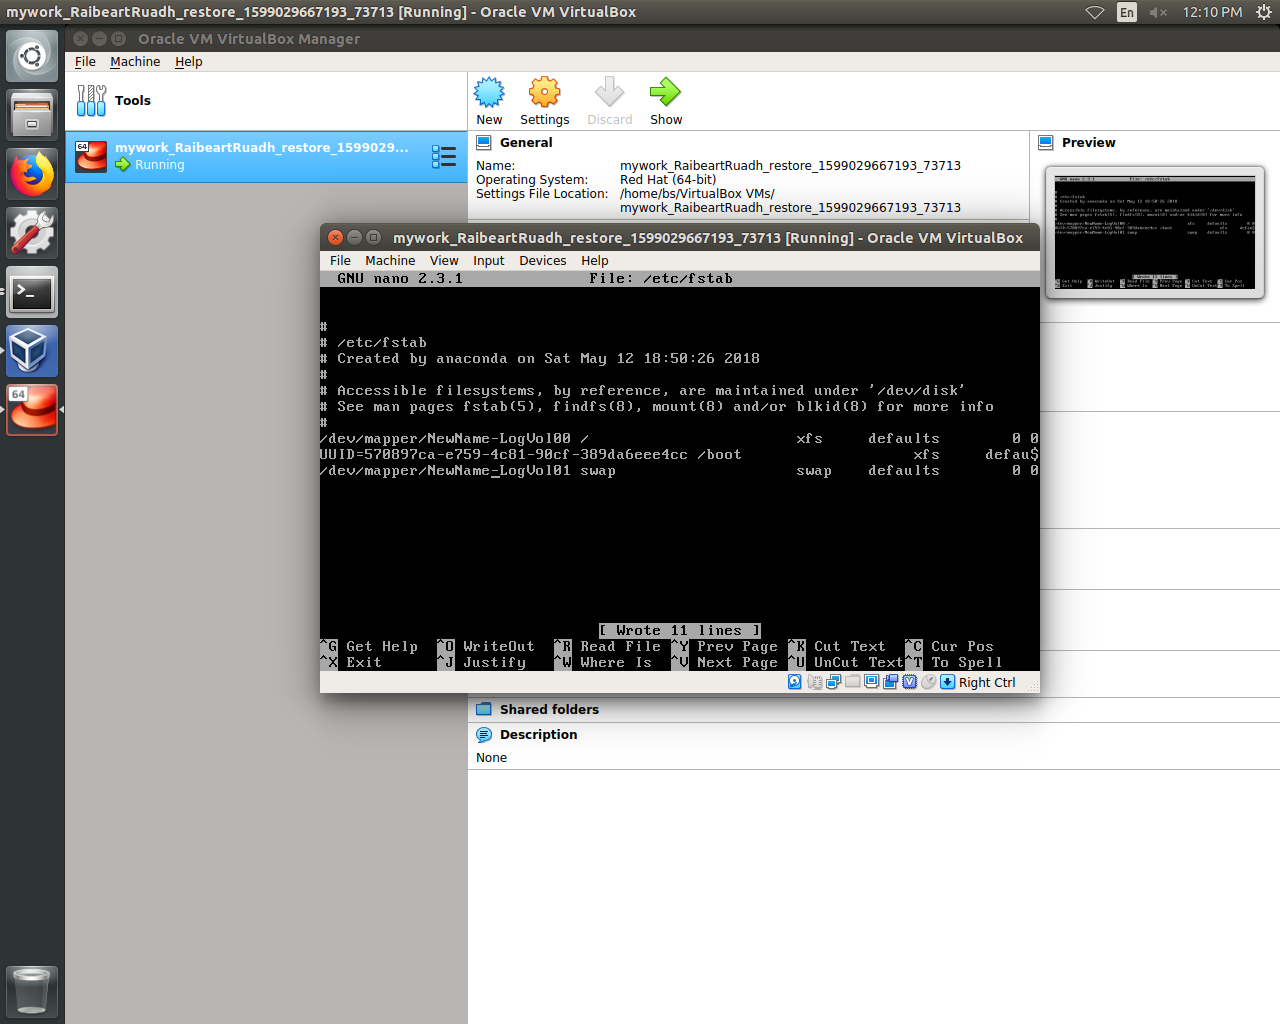 mywork_RaibeartRuadh_restore_1599029667193_73713 [Running] - Oracle VM VirtualBox
En
12:10 PM
Oracle VM VirtualBox Manager
File Machine Help
Tools
New Settings Discard Show
64
mywork_RaibeartRuadh_restore_1599029...
Running
General
Name: mywork_RaibeartRuadh_restore_1599029667193_73713
Operating System: Red Hat (64-bit)
Settings File Location: /home/bs/VirtualBox VMs/
mywork_RaibeartRuadh_restore_1599029667193_73713
Preview
mywork_RaibeartRuadh_restore_1599029667193_73713 [Running] - Oracle VM VirtualBox
File Machine View Input Devices Help
GNU nano 2.3.1 File: /etc/fstab
#
# /etc/fstab
# Created by anaconda on Sat May 12 18:50:26 2018
#
# Accessible filesystems, by reference, are maintained under '/dev/disk'
# See man pages fstab(5), findfs(8), mount(8) and/or blkid(8) for more info
#
/dev/mapper/NewName-LogVol00 / xfs defaults 0 0
UUID=570897ca-e759-4c81-90cf-389da6eee4cc /boot xfs defau$
/dev/mapper/NewName-LogVol01 swap swap defaults 0 0
[ Wrote 11 lines ]
^G Get Help ^O WriteOut ^R Read File ^Y Prev Page ^K Cut Text ^C Cur Pos
^X Exit ^J Justify ^W Where Is ^V Next Page ^U UnCut Text ^T To Spell
Right Ctrl
Shared folders
Description
None
64